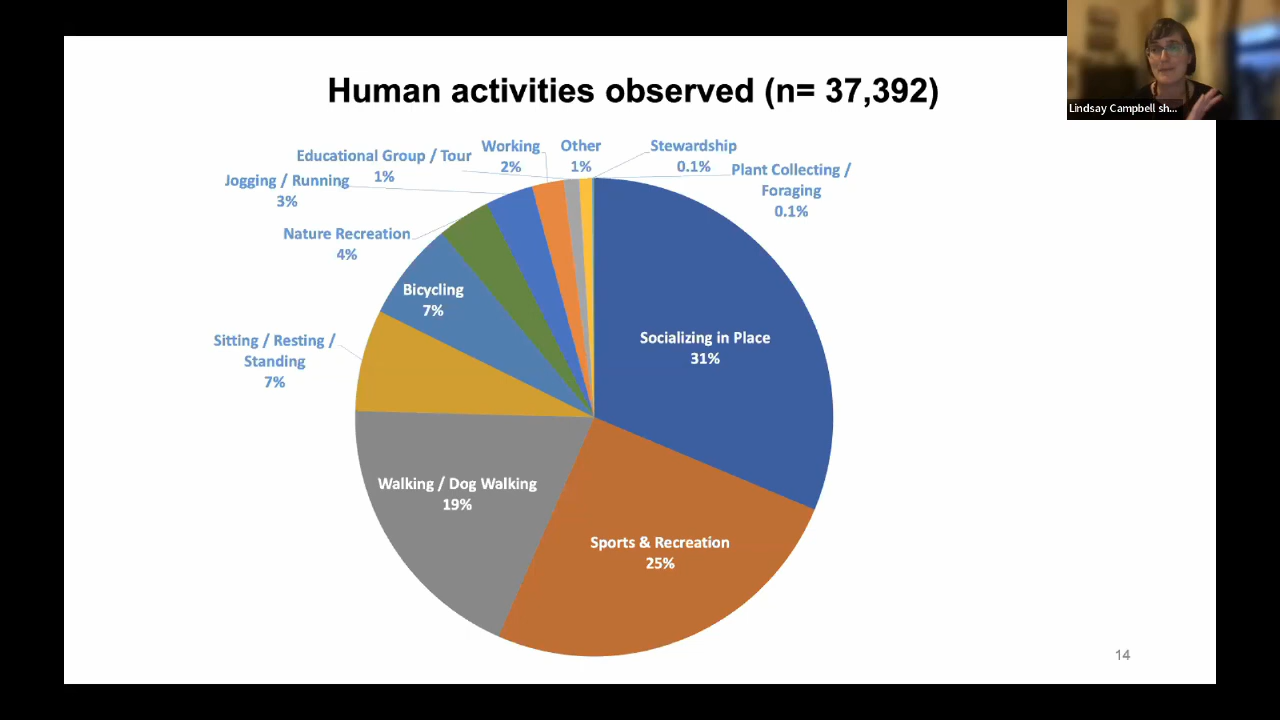 Human activities observed (n= 37,392)
Lindsay Campbell sh...
Educational Group / Tour
1%
Working
2%
Other
1%
Stewardship
0.1%
Plant Collecting /
Foraging
0.1%
Jogging / Running
3%
Nature Recreation
4%
Bicycling
7%
Sitting / Resting /
Standing
7%
Socializing in Place
31%
Walking / Dog Walking
19%
Sports & Recreation
25%
14